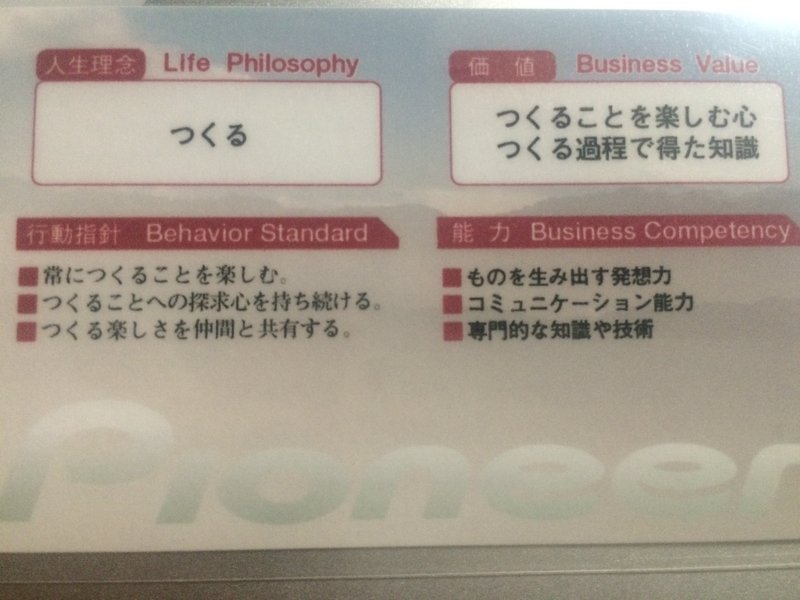 人生理念 Life Philosophy
つくる
価 値 Business Value
つくることを楽しむ心
つくる過程で得た知識
行動指針 Behavior Standard
常につくることを楽しむ。
つくることへの探求心を持ち続ける。
つくる楽しさを仲間と共有する。
能 力 Business Competency
ものを生み出す発想力
コミュニケーション能力
専門的な知識や技術
Pioneer